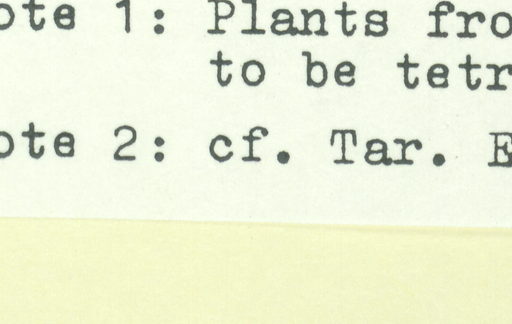 ote 1: Plants fro
to be tetr
ote 2: cf. Tar. E